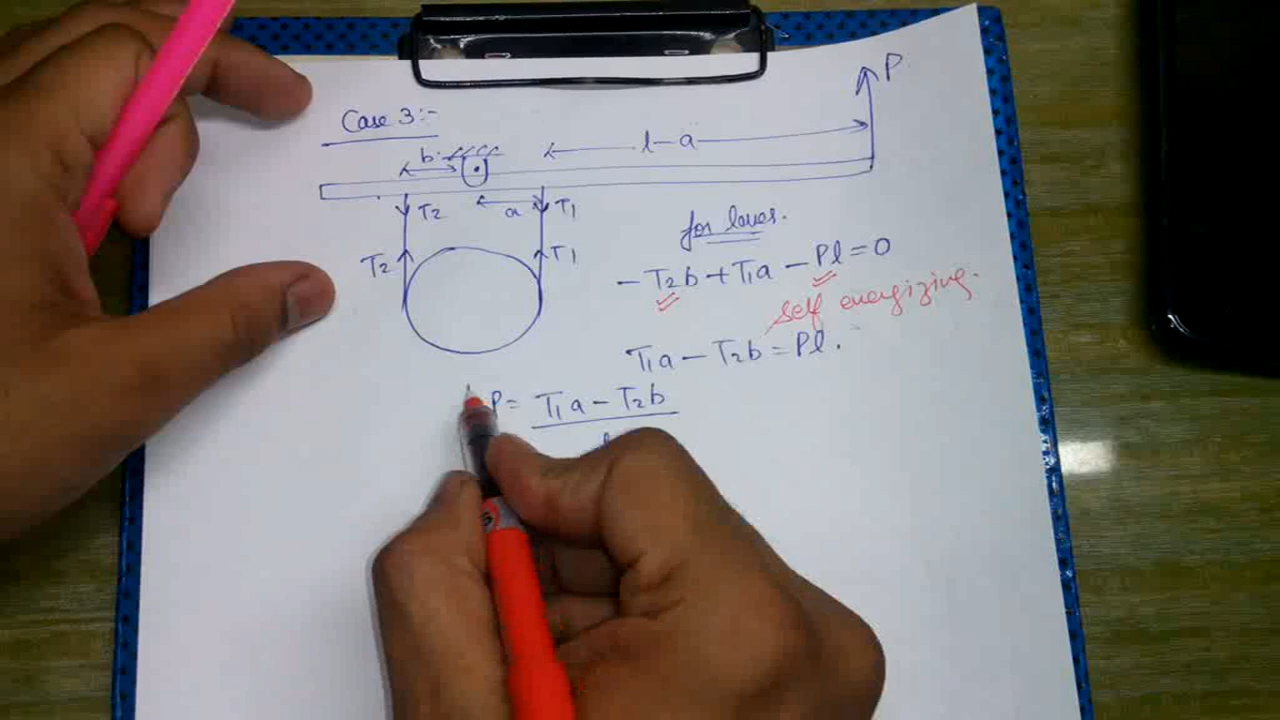 Case 3:-
P
b
l-a
T2
a
T1
T2
T1
for lever.
- T2b + T1a - Pl = 0
self energizing.
T1a - T2b = Pl.
P = T1a - T2b